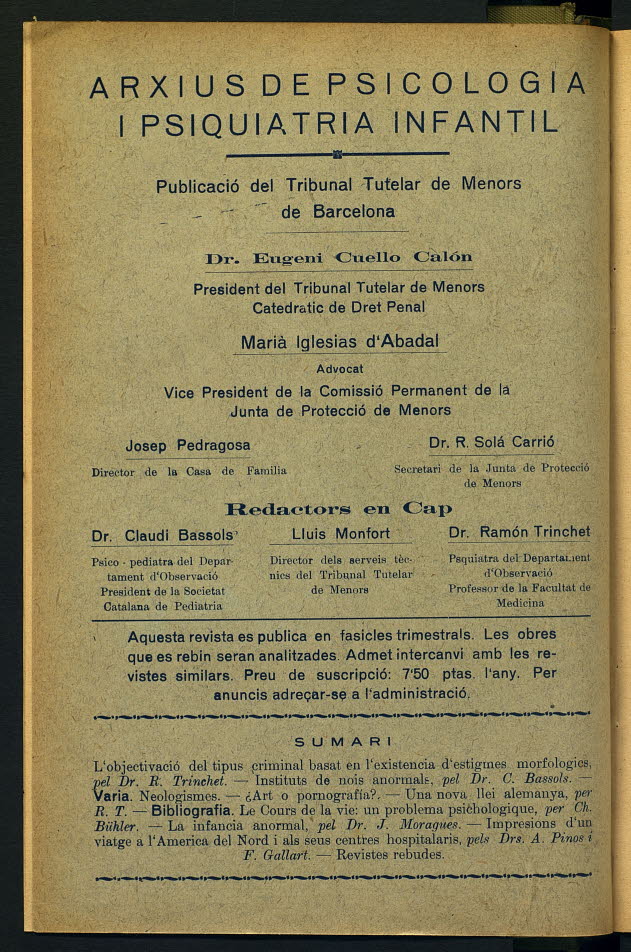 ARXIUS DE PSICOLOGIA
I PSIQUIATRIA INFANTIL
Publicació del Tribunal Tutelar de Menors
de Barcelona
Dr. Eugeni Cuello Calón
President del Tribunal Tutelar de Menors
Catedratic de Dret Penal
Marià Iglesias d'Abadal
Advocat
Vice President de la Comissió Permanent de la
Junta de Protecció de Menors
Josep Pedragosa
Director de la Casa de Familia
Dr. R. Solá Carrió
Secretari de la Junta de Protecció
de Menors
Redactors en Cap
Dr. Claudi Bassols
Psico-pediatra del Depar-
tament d'Observació
President de la Societat
Catalana de Pediatria
Lluis Monfort
Director dels serveis tèc-
nics del Tribunal Tutelar
de Menors
Dr. Ramón Trinchet
Psquiatra del Departament
d'Observació
Professor de la Facultat de
Medicina
Aquesta revista es publica en fasicles trimestrals. Les obres
que es rebin seran analitzades. Admet intercanvi amb les re-
vistes similars. Preu de suscripció: 7'50 ptas. l'any. Per
anuncis adreçar-se a l'administració.
SUMARI
L'objectivació del tipus criminal basat en l'existencia d'estigmes morfologics,
pel Dr. R. Trinchet. — Instituts de nois anormals, pel Dr. C. Bassols. —
Varia. Neologismes. — ¿Art o pornografía?. — Una nova llei alemanya, per
R. T. — Bibliografia. Le Cours de la vie: un problema psichologique, per Ch.
Bühler. — La infancia anormal, pel Dr. J. Moragues. — Impresions d'un
viatge a l'America del Nord i als seus centres hospitalaris, pels Drs. A. Pinos i
F. Gallart. — Revistes rebudes.